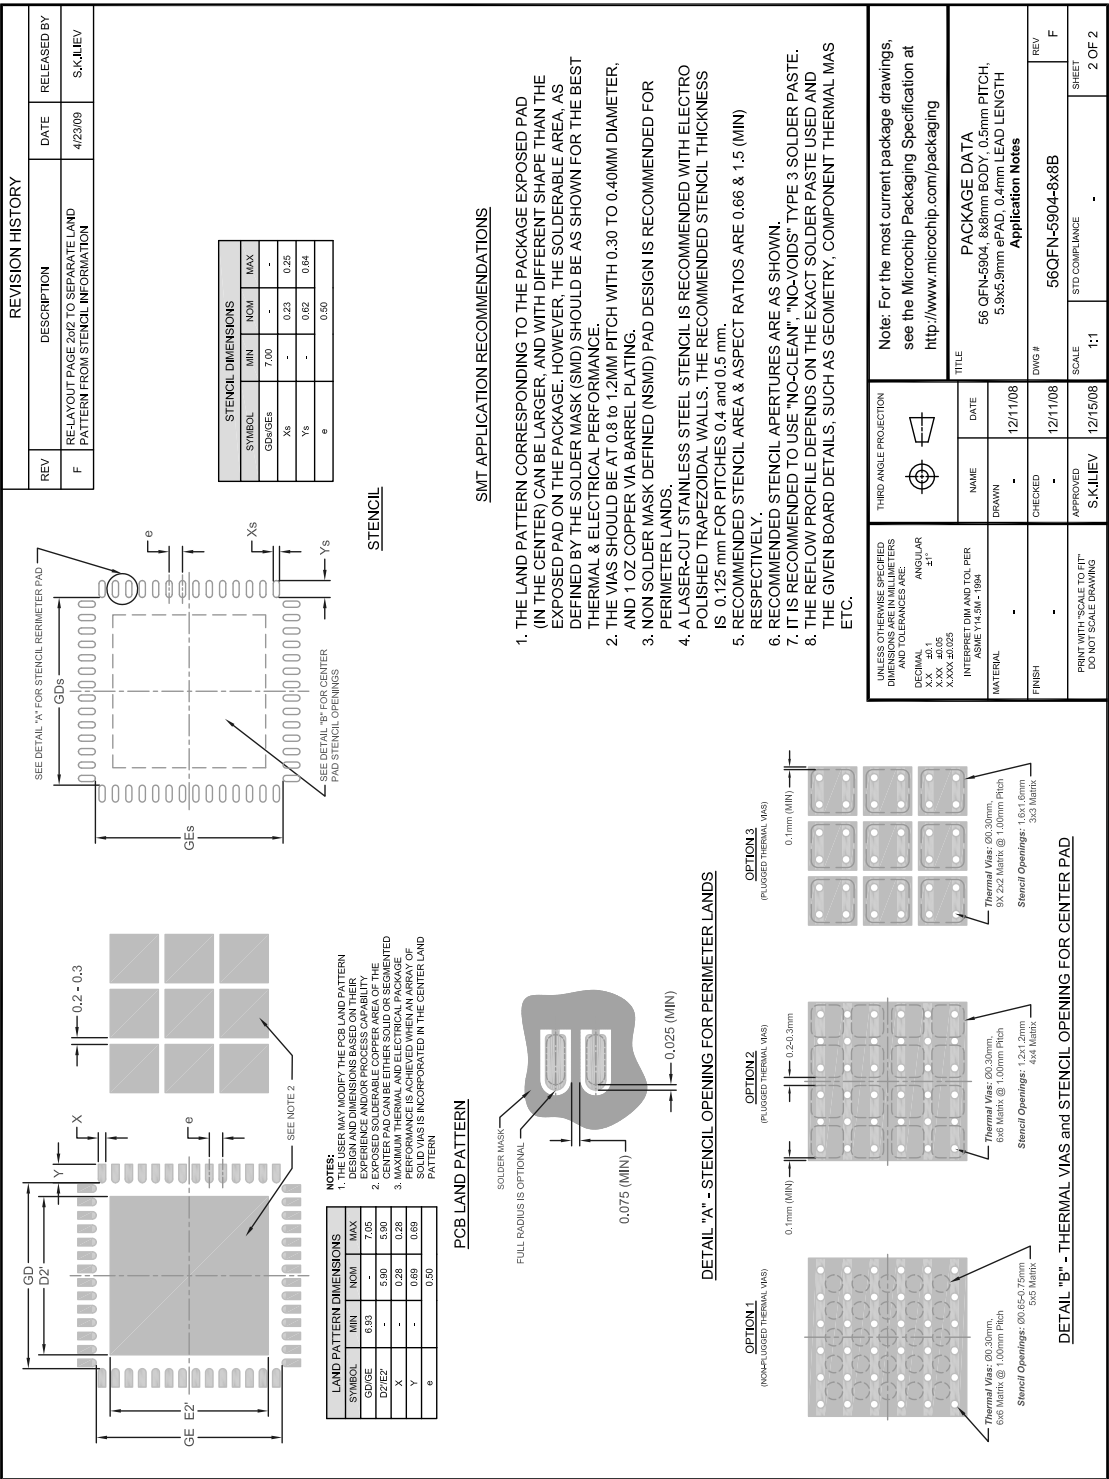 REVISION HISTORY
REV DESCRIPTION DATE RELEASED BY
F RE-LAYOUT PAGE 2of2 TO SEPARATE LAND PATTERN FROM STENCIL INFORMATION 4/23/09 S.K.ILIEV
GD
D2'
Y
X
e
GE
E2'
0.2 - 0.3
SEE NOTE 2
LAND PATTERN DIMENSIONS
SYMBOL MIN NOM MAX
GD/GE 6.93 - 7.05
D2'/E2' - 5.90 5.90
X - 0.28 0.28
Y - 0.69 0.69
e 0.50
NOTES:
1. THE USER MAY MODIFY THE PCB LAND PATTERN
DESIGN AND DIMENSIONS BASED ON THEIR
EXPERIENCE AND/OR PROCESS CAPABILITY
2. EXPOSED SOLDERABLE COPPER AREA OF THE
CENTER PAD CAN BE EITHER SOLID OR SEGMENTED
3. MAXIMUM THERMAL AND ELECTRICAL PACKAGE
PERFORMANCE IS ACHIEVED WHEN AN ARRAY OF
SOLID VIAS IS INCORPORATED IN THE CENTER LAND
PATTERN
PCB LAND PATTERN
SEE DETAIL "A" FOR STENCIL RERIMETER PAD
GDs
GEs
e
Xs
Ys
SEE DETAIL "B" FOR CENTER
PAD STENCIL OPENINGS
STENCIL
STENCIL DIMENSIONS
SYMBOL MIN NOM MAX
GDs/GEs 7.00 - -
Xs - 0.23 0.25
Ys - 0.62 0.64
e 0.50
SOLDER MASK
FULL RADIUS IS OPTIONAL
0.075 (MIN)
0.025 (MIN)
DETAIL "A" - STENCIL OPENING FOR PERIMETER LANDS
SMT APPLICATION RECOMMENDATIONS
1. THE LAND PATTERN CORRESPONDING TO THE PACKAGE EXPOSED PAD
(IN THE CENTER) CAN BE LARGER, AND WITH DIFFERENT SHAPE THAN THE
EXPOSED PAD ON THE PACKAGE. HOWEVER, THE SOLDERABLE AREA, AS
DEFINED BY THE SOLDER MASK (SMD) SHOULD BE AS SHOWN FOR THE BEST
THERMAL & ELECTRICAL PERFORMANCE.
2. THE VIAS SHOULD BE AT 0.8 to 1.2MM PITCH WITH 0.30 TO 0.40MM DIAMETER,
AND 1 OZ COPPER VIA BARREL PLATING.
3. NON SOLDER MASK DEFINED (NSMD) PAD DESIGN IS RECOMMENDED FOR
PERIMETER LANDS.
4. A LASER-CUT STAINLESS STEEL STENCIL IS RECOMMENDED WITH ELECTRO
POLISHED TRAPEZOIDAL WALLS. THE RECOMMENDED STENCIL THICKNESS
IS 0.125 mm FOR PITCHES 0.4 and 0.5 mm.
5. RECOMMENDED STENCIL AREA & ASPECT RATIOS ARE 0.66 & 1.5 (MIN)
RESPECTIVELY.
6. RECOMMENDED STENCIL APERTURES ARE AS SHOWN.
7. IT IS RECOMMENDED TO USE "NO-CLEAN", "NO-VOIDS" TYPE 3 SOLDER PASTE.
8. THE REFLOW PROFILE DEPENDS ON THE EXACT SOLDER PASTE USED AND
THE GIVEN BOARD DETAILS, SUCH AS GEOMETRY, COMPONENT THERMAL MAS
ETC.
OPTION 1
(NON-PLUGGED THERMAL VIAS)
Thermal Vias: Ø0.30mm,
6x6 Matrix @ 1.00mm Pitch
Stencil Openings: Ø0.65-0.75mm
5x5 Matrix
OPTION 2
(PLUGGED THERMAL VIAS)
0.1mm (MIN)
0.2-0.3mm
Thermal Vias: Ø0.30mm,
6x6 Matrix @ 1.00mm Pitch
Stencil Openings: 1.2x1.2mm
4x4 Matrix
OPTION 3
(PLUGGED THERMAL VIAS)
0.1mm (MIN)
Thermal Vias: Ø0.30mm,
9X 2x2 Matrix @ 1.00mm Pitch
Stencil Openings: 1.6x1.6mm
3x3 Matrix
DETAIL "B" - THERMAL VIAS and STENCIL OPENING FOR CENTER PAD
UNLESS OTHERWISE SPECIFIED
DIMENSIONS ARE IN MILLIMETERS
AND TOLERANCES ARE:
DECIMAL ANGULAR
X.X ±0.1 ±1°
X.XX ±0.05
X.XXX ±0.025
INTERPRET DIM AND TOL PER
ASME Y14.5M - 1994
MATERIAL
-
FINISH
-
PRINT WITH "SCALE TO FIT"
DO NOT SCALE DRAWING
THIRD ANGLE PROJECTION
NAME DATE
DRAWN
- 12/11/08
CHECKED
- 12/11/08
APPROVED
S.K.ILIEV 12/15/08
Note: For the most current package drawings,
see the Microchip Packaging Specification at
http://www.microchip.com/packaging
TITLE
PACKAGE DATA
56 QFN-5904, 8x8mm BODY, 0.5mm PITCH,
5.9x5.9mm ePAD, 0.4mm LEAD LENGTH
Application Notes
DWG #
56QFN-5904-8x8B
REV
F
SCALE
1:1
STD COMPLIANCE
-
SHEET
2 OF 2